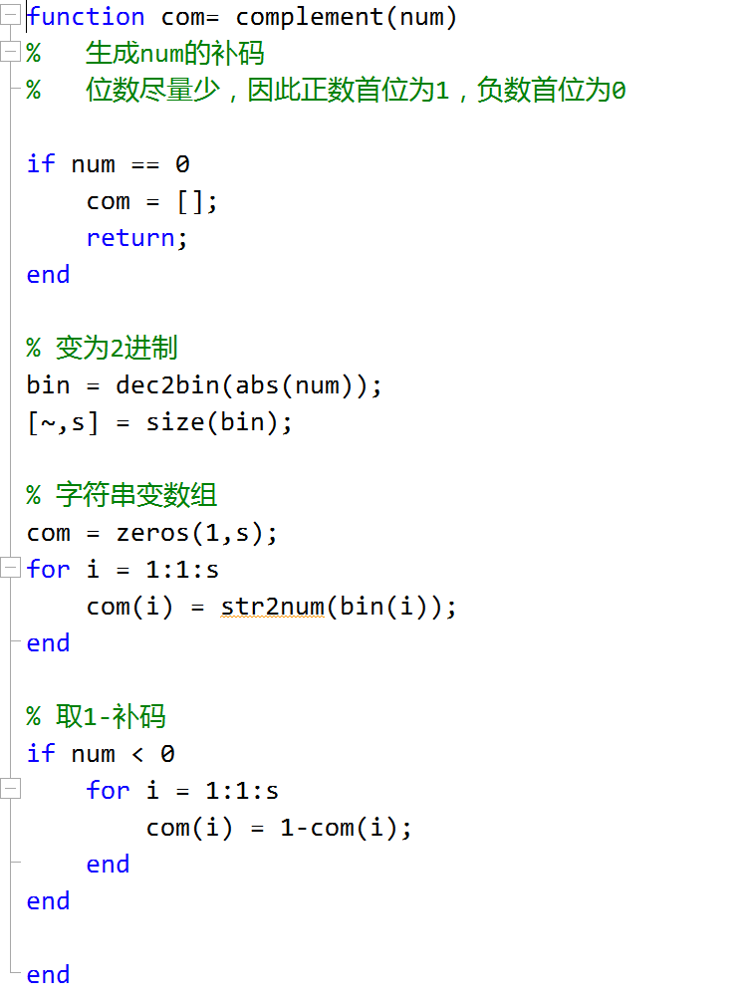 function com= complement(num)
%   生成num的补码
%   位数尽量少，因此正数首位为1，负数首位为0
if num == 0
    com = [];
    return;
end
% 变为2进制
bin = dec2bin(abs(num));
[~,s] = size(bin);
% 字符串变数组
com = zeros(1,s);
for i = 1:1:s
    com(i) = str2num(bin(i));
end
% 取1-补码
if num < 0
    for i = 1:1:s
        com(i) = 1-com(i);
    end
end
end